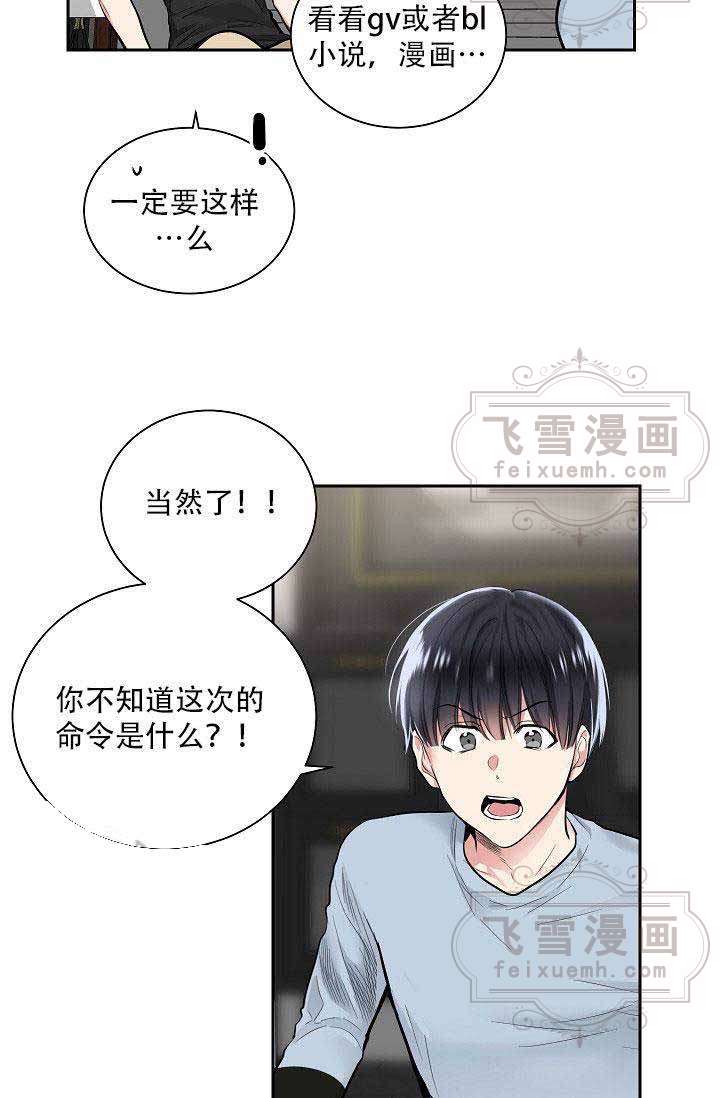 看看gv或者bl
小说，漫画…
一定要这样
…么
飞雪漫画
feixuemh.com
当然了！！
你不知道这次的
命令是什么？！
飞雪漫画
feixuemh.com